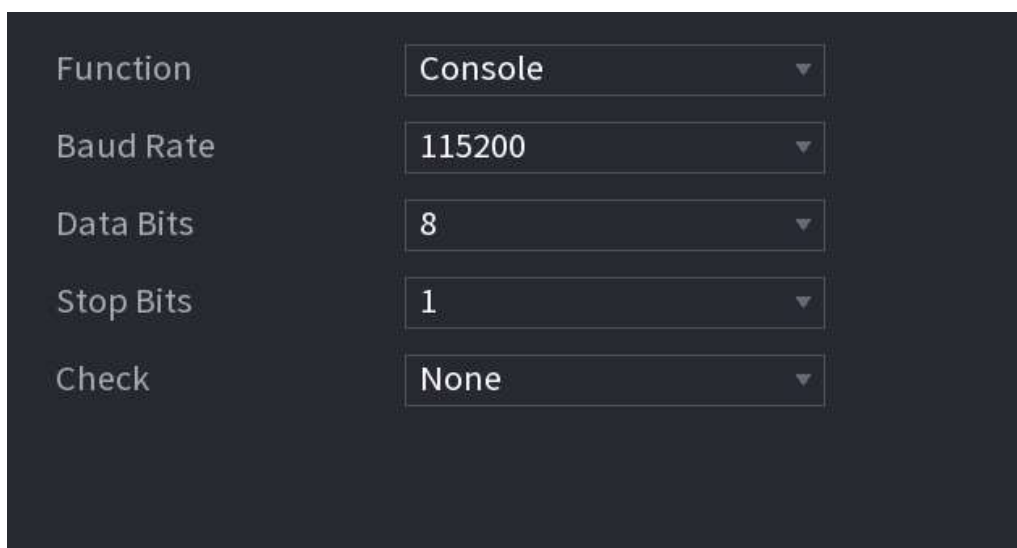 Function Console
Baud Rate 115200
Data Bits 8
Stop Bits 1
Check None